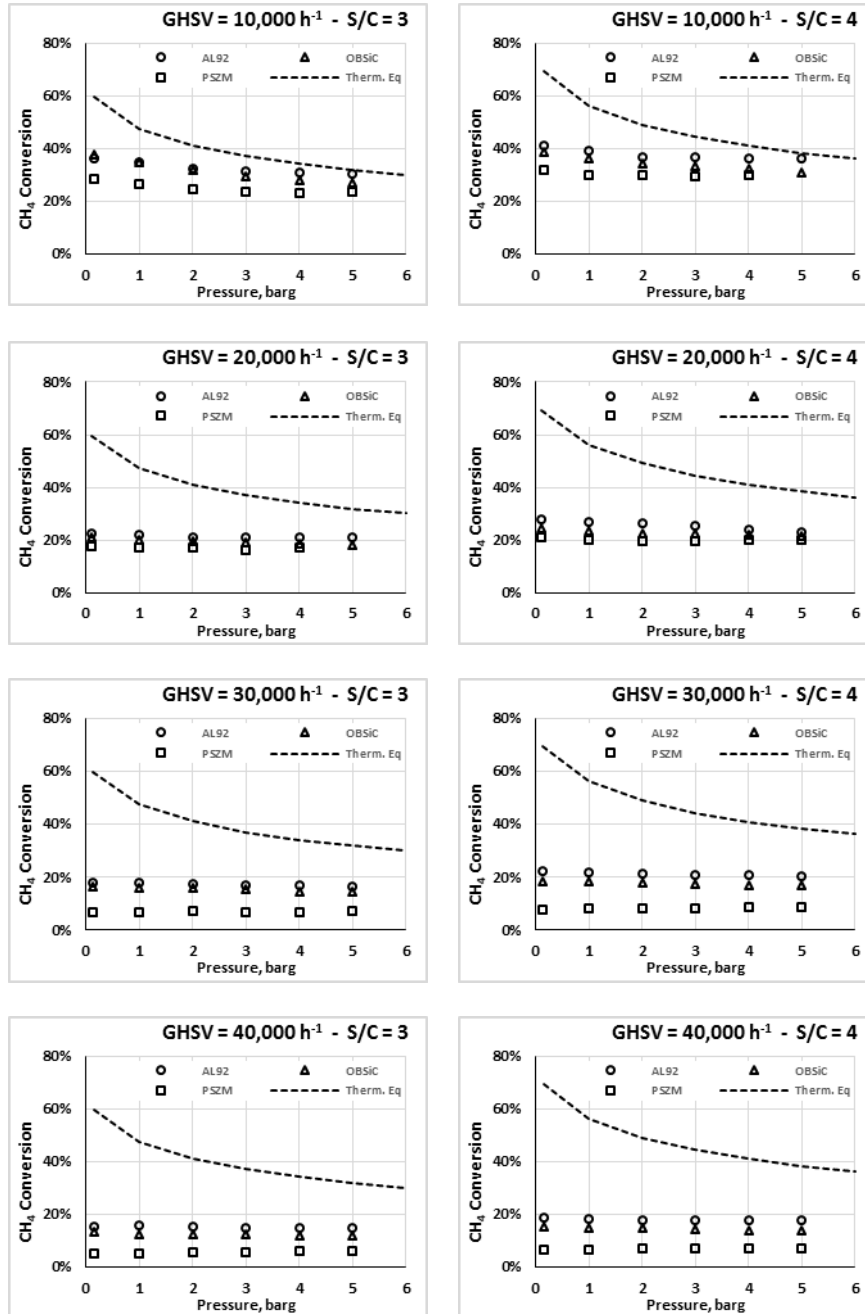 GHSV = 10,000 h⁻¹ - S/C = 3
80%
60%
40%
20%
0%
CH₄ Conversion
AL92
OBSiC
PSZM
Therm. Eq
0 1 2 3 4 5 6
Pressure, barg
GHSV = 10,000 h⁻¹ - S/C = 4
80%
60%
40%
20%
0%
CH₄ Conversion
AL92
OBSiC
PSZM
Therm. Eq
0 1 2 3 4 5 6
Pressure, barg
GHSV = 20,000 h⁻¹ - S/C = 3
80%
60%
40%
20%
0%
CH₄ Conversion
AL92
OBSiC
PSZM
Therm. Eq
0 1 2 3 4 5 6
Pressure, barg
GHSV = 20,000 h⁻¹ - S/C = 4
80%
60%
40%
20%
0%
CH₄ Conversion
AL92
OBSiC
PSZM
Therm. Eq
0 1 2 3 4 5 6
Pressure, barg
GHSV = 30,000 h⁻¹ - S/C = 3
80%
60%
40%
20%
0%
CH₄ Conversion
AL92
OBSiC
PSZM
Therm. Eq
0 1 2 3 4 5 6
Pressure, barg
GHSV = 30,000 h⁻¹ - S/C = 4
80%
60%
40%
20%
0%
CH₄ Conversion
AL92
OBSiC
PSZM
Therm. Eq
0 1 2 3 4 5 6
Pressure, barg
GHSV = 40,000 h⁻¹ - S/C = 3
80%
60%
40%
20%
0%
CH₄ Conversion
AL92
OBSiC
PSZM
Therm. Eq
0 1 2 3 4 5 6
Pressure, barg
GHSV = 40,000 h⁻¹ - S/C = 4
80%
60%
40%
20%
0%
CH₄ Conversion
AL92
OBSiC
PSZM
Therm. Eq
0 1 2 3 4 5 6
Pressure, barg